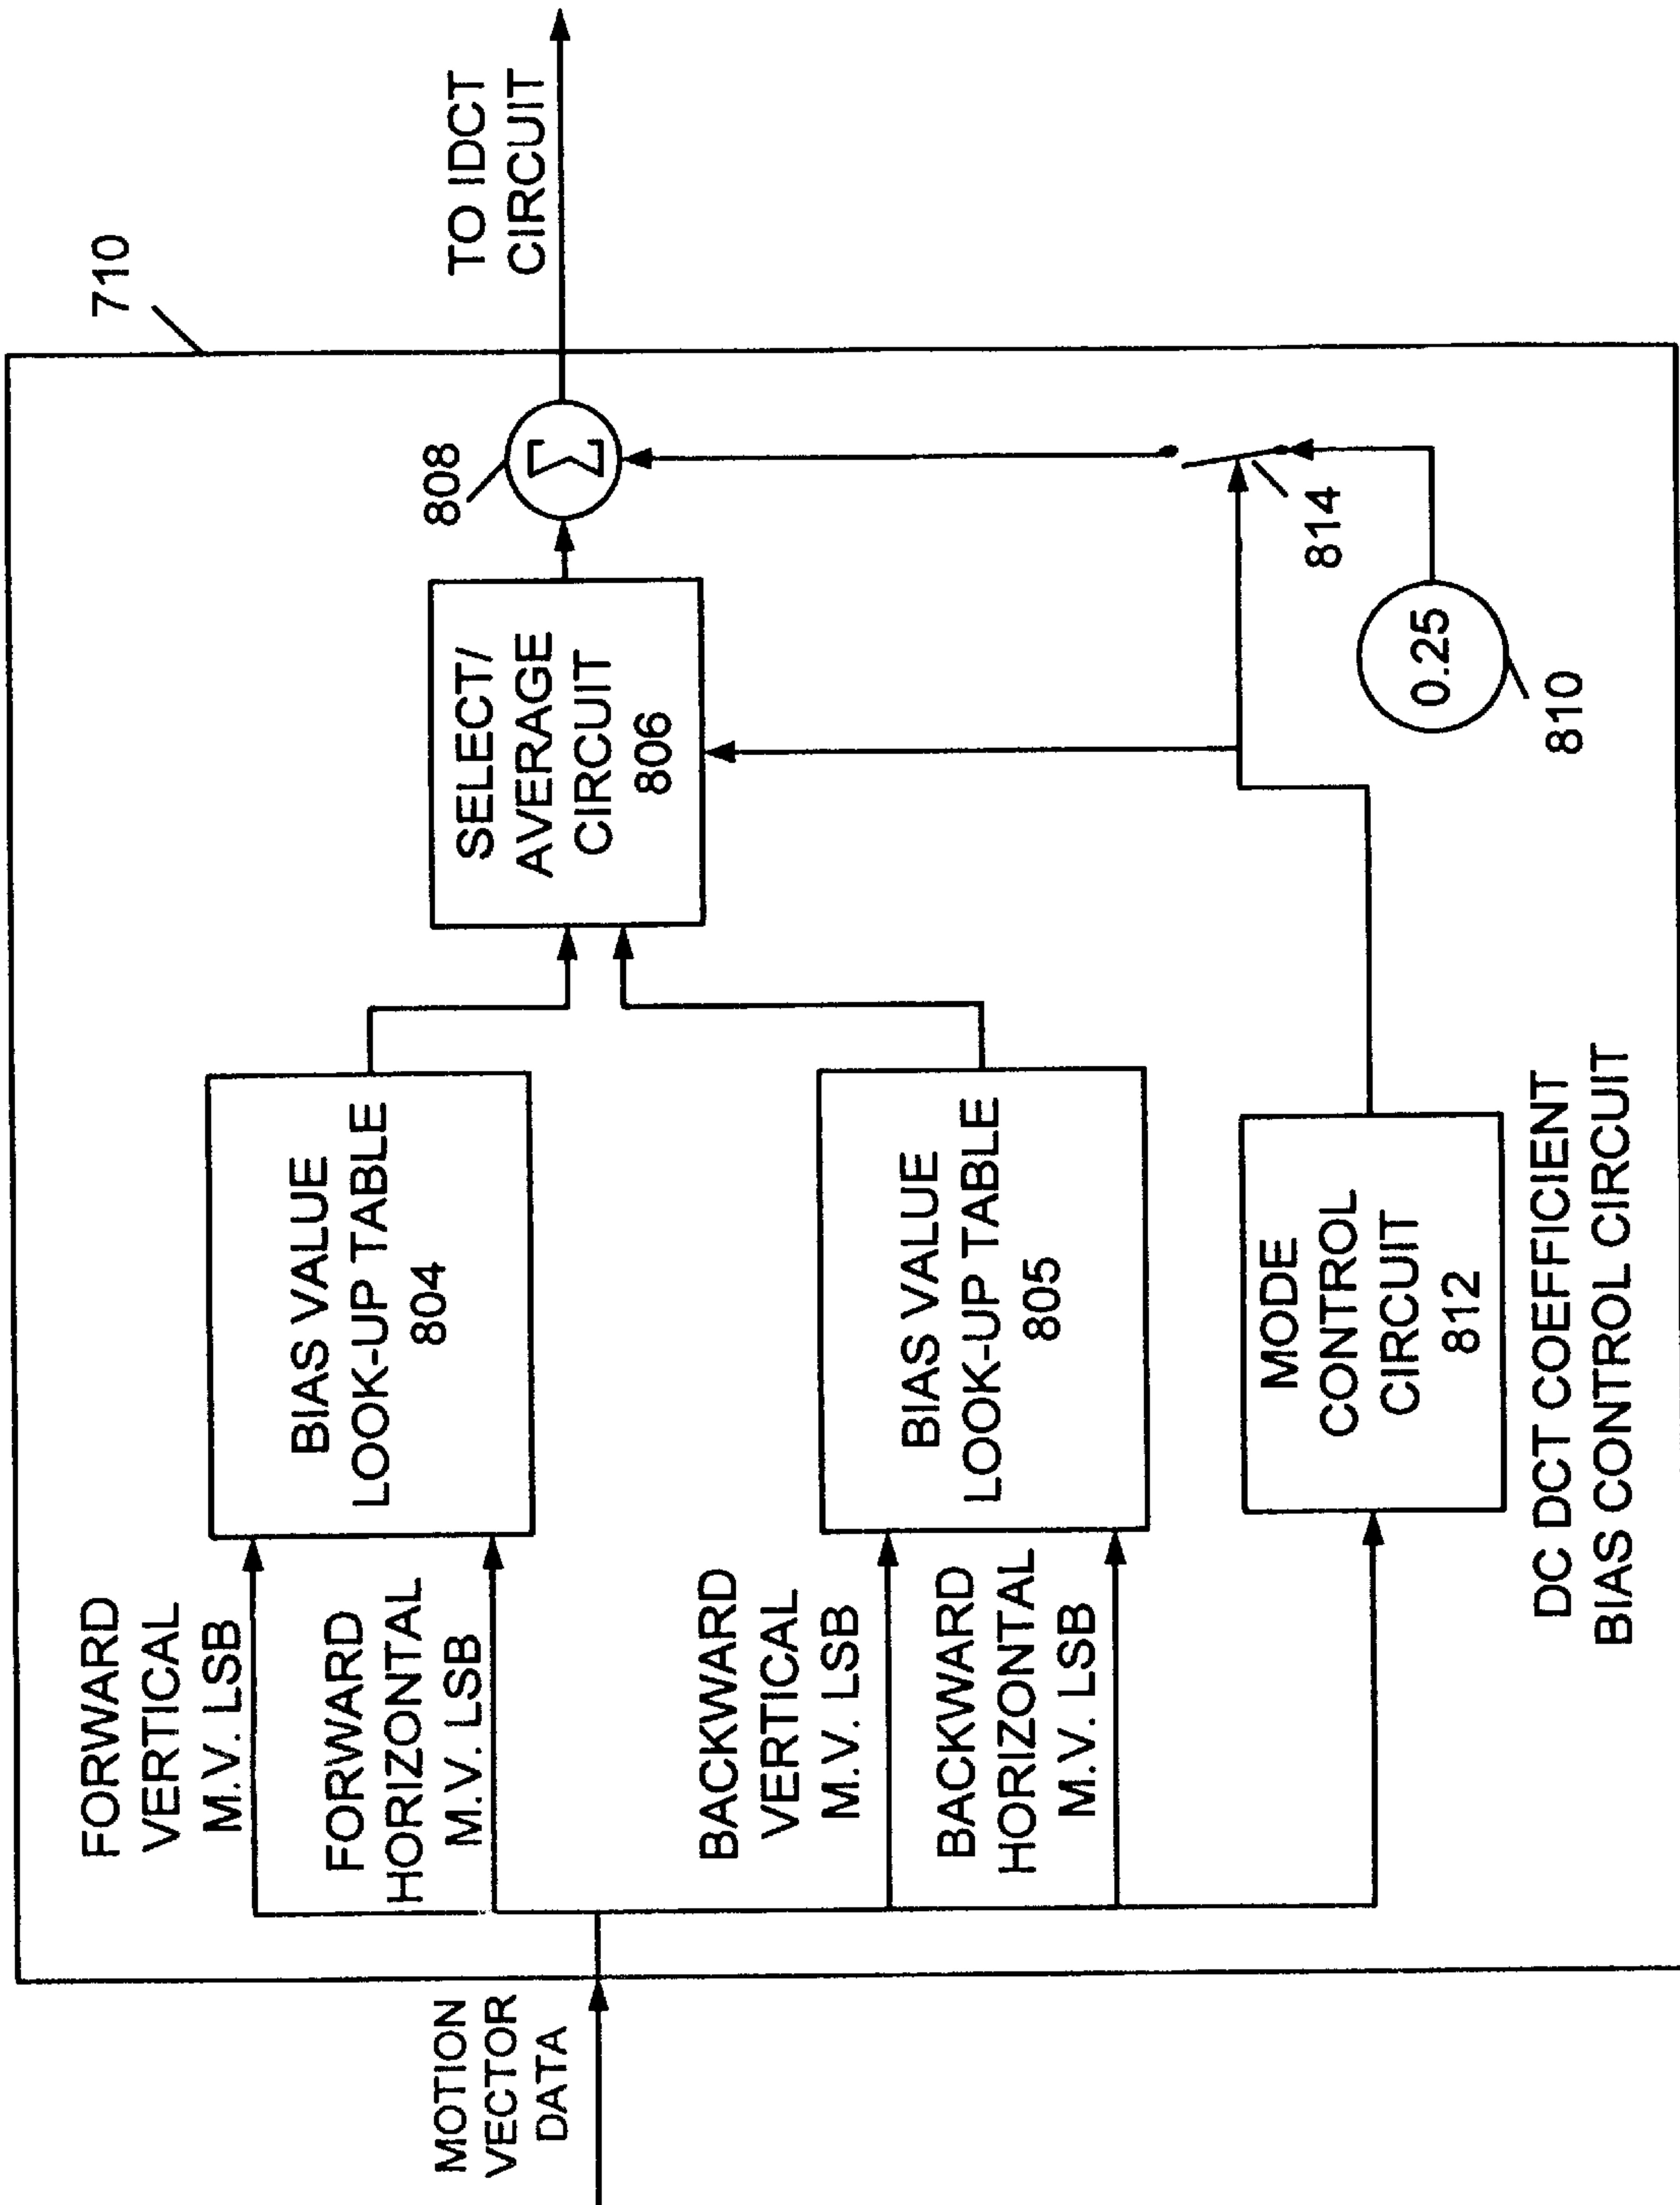 710
MOTION
VECTOR
DATA
FORWARD
VERTICAL
M.V. LSB
FORWARD
HORIZONTAL
M.V. LSB
BACKWARD
VERTICAL
M.V. LSB
BACKWARD
HORIZONTAL
M.V. LSB
BIAS VALUE
LOOK-UP TABLE
804
BIAS VALUE
LOOK-UP TABLE
805
MODE
CONTROL
CIRCUIT
812
SELECT/
AVERAGE
CIRCUIT
806
808
Σ
TO IDCT
CIRCUIT
814
0.25
810
DC DCT COEFFICIENT
BIAS CONTROL CIRCUIT